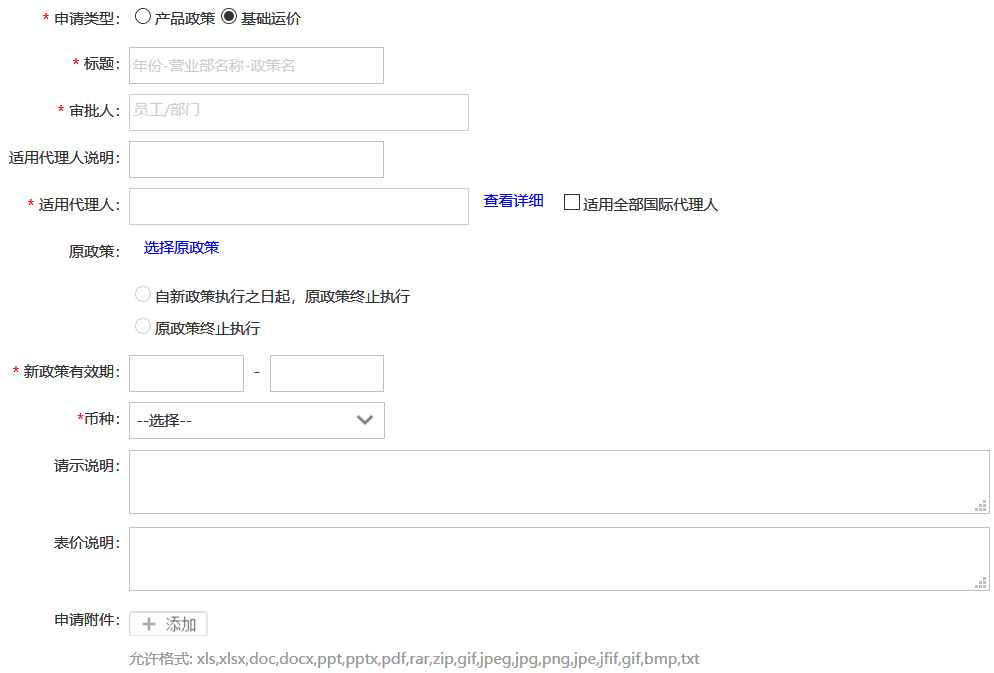 * 申请类型: 产品政策 基础运价
* 标题: 年份-营业部名称-政策名
* 审批人: 员工/部门
适用代理人说明:
* 适用代理人: 查看详细 适用全部国际代理人
原政策: 选择原政策
自新政策执行之日起，原政策终止执行
原政策终止执行
* 新政策有效期: -
*币种: --选择--
请示说明:
表价说明:
申请附件: + 添加
允许格式: xls,xlsx,doc,docx,ppt,pptx,pdf,rar,zip,gif,jpeg,jpg,png,jpe,jfif,gif,bmp,txt